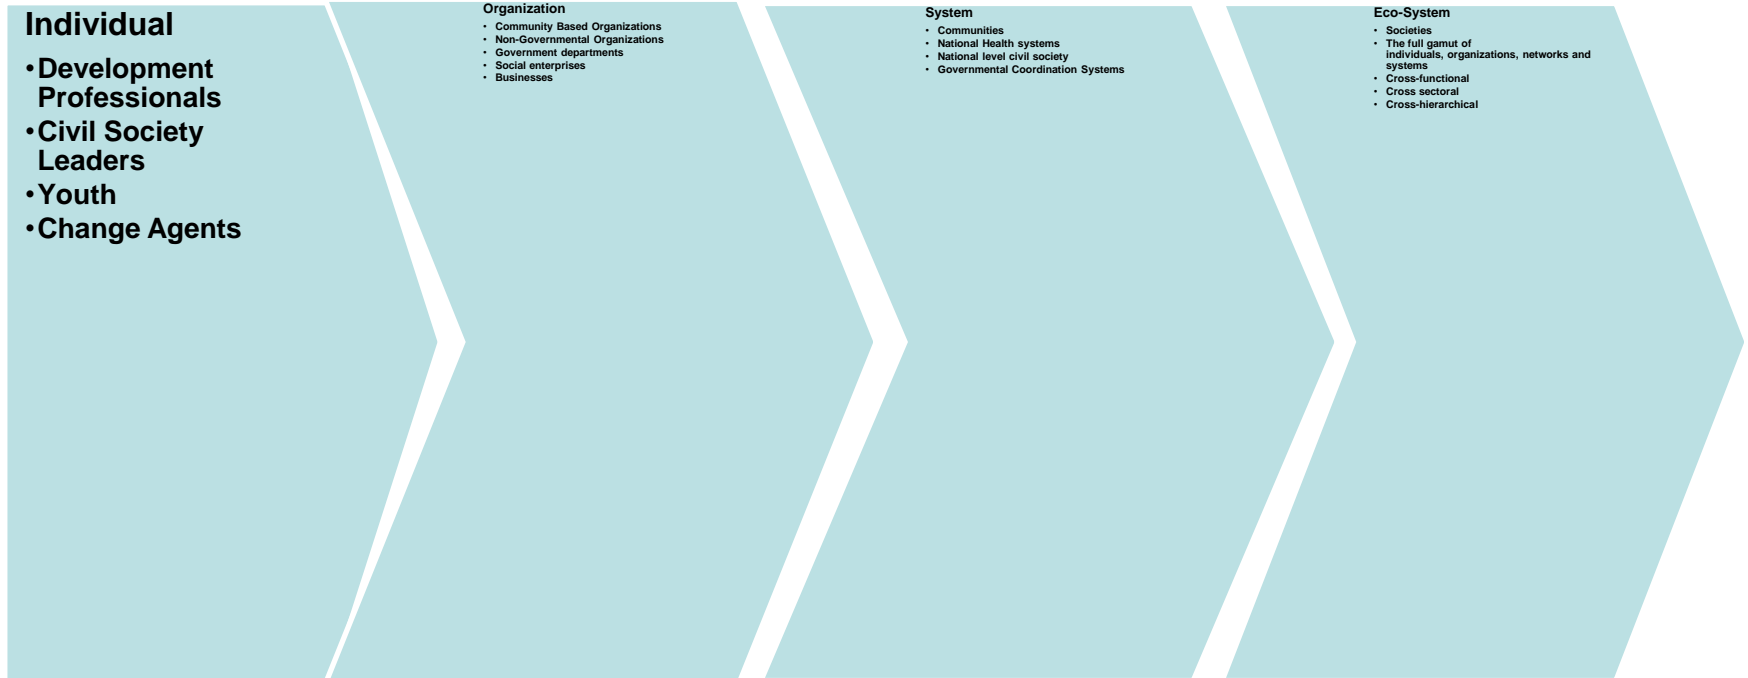 Individual
•Development
Professionals
•Civil Society
Leaders
•Youth
•Change Agents
Organization
• Community Based Organizations
• Non-Governmental Organizations
• Government departments
• Social enterprises
• Businesses
System
• Communities
• National Health systems
• National level civil society
• Governmental Coordination Systems
Eco-System
• Societies
• The full gamut of
individuals, organizations, networks and
systems
• Cross-functional
• Cross sectoral
• Cross-hierarchical